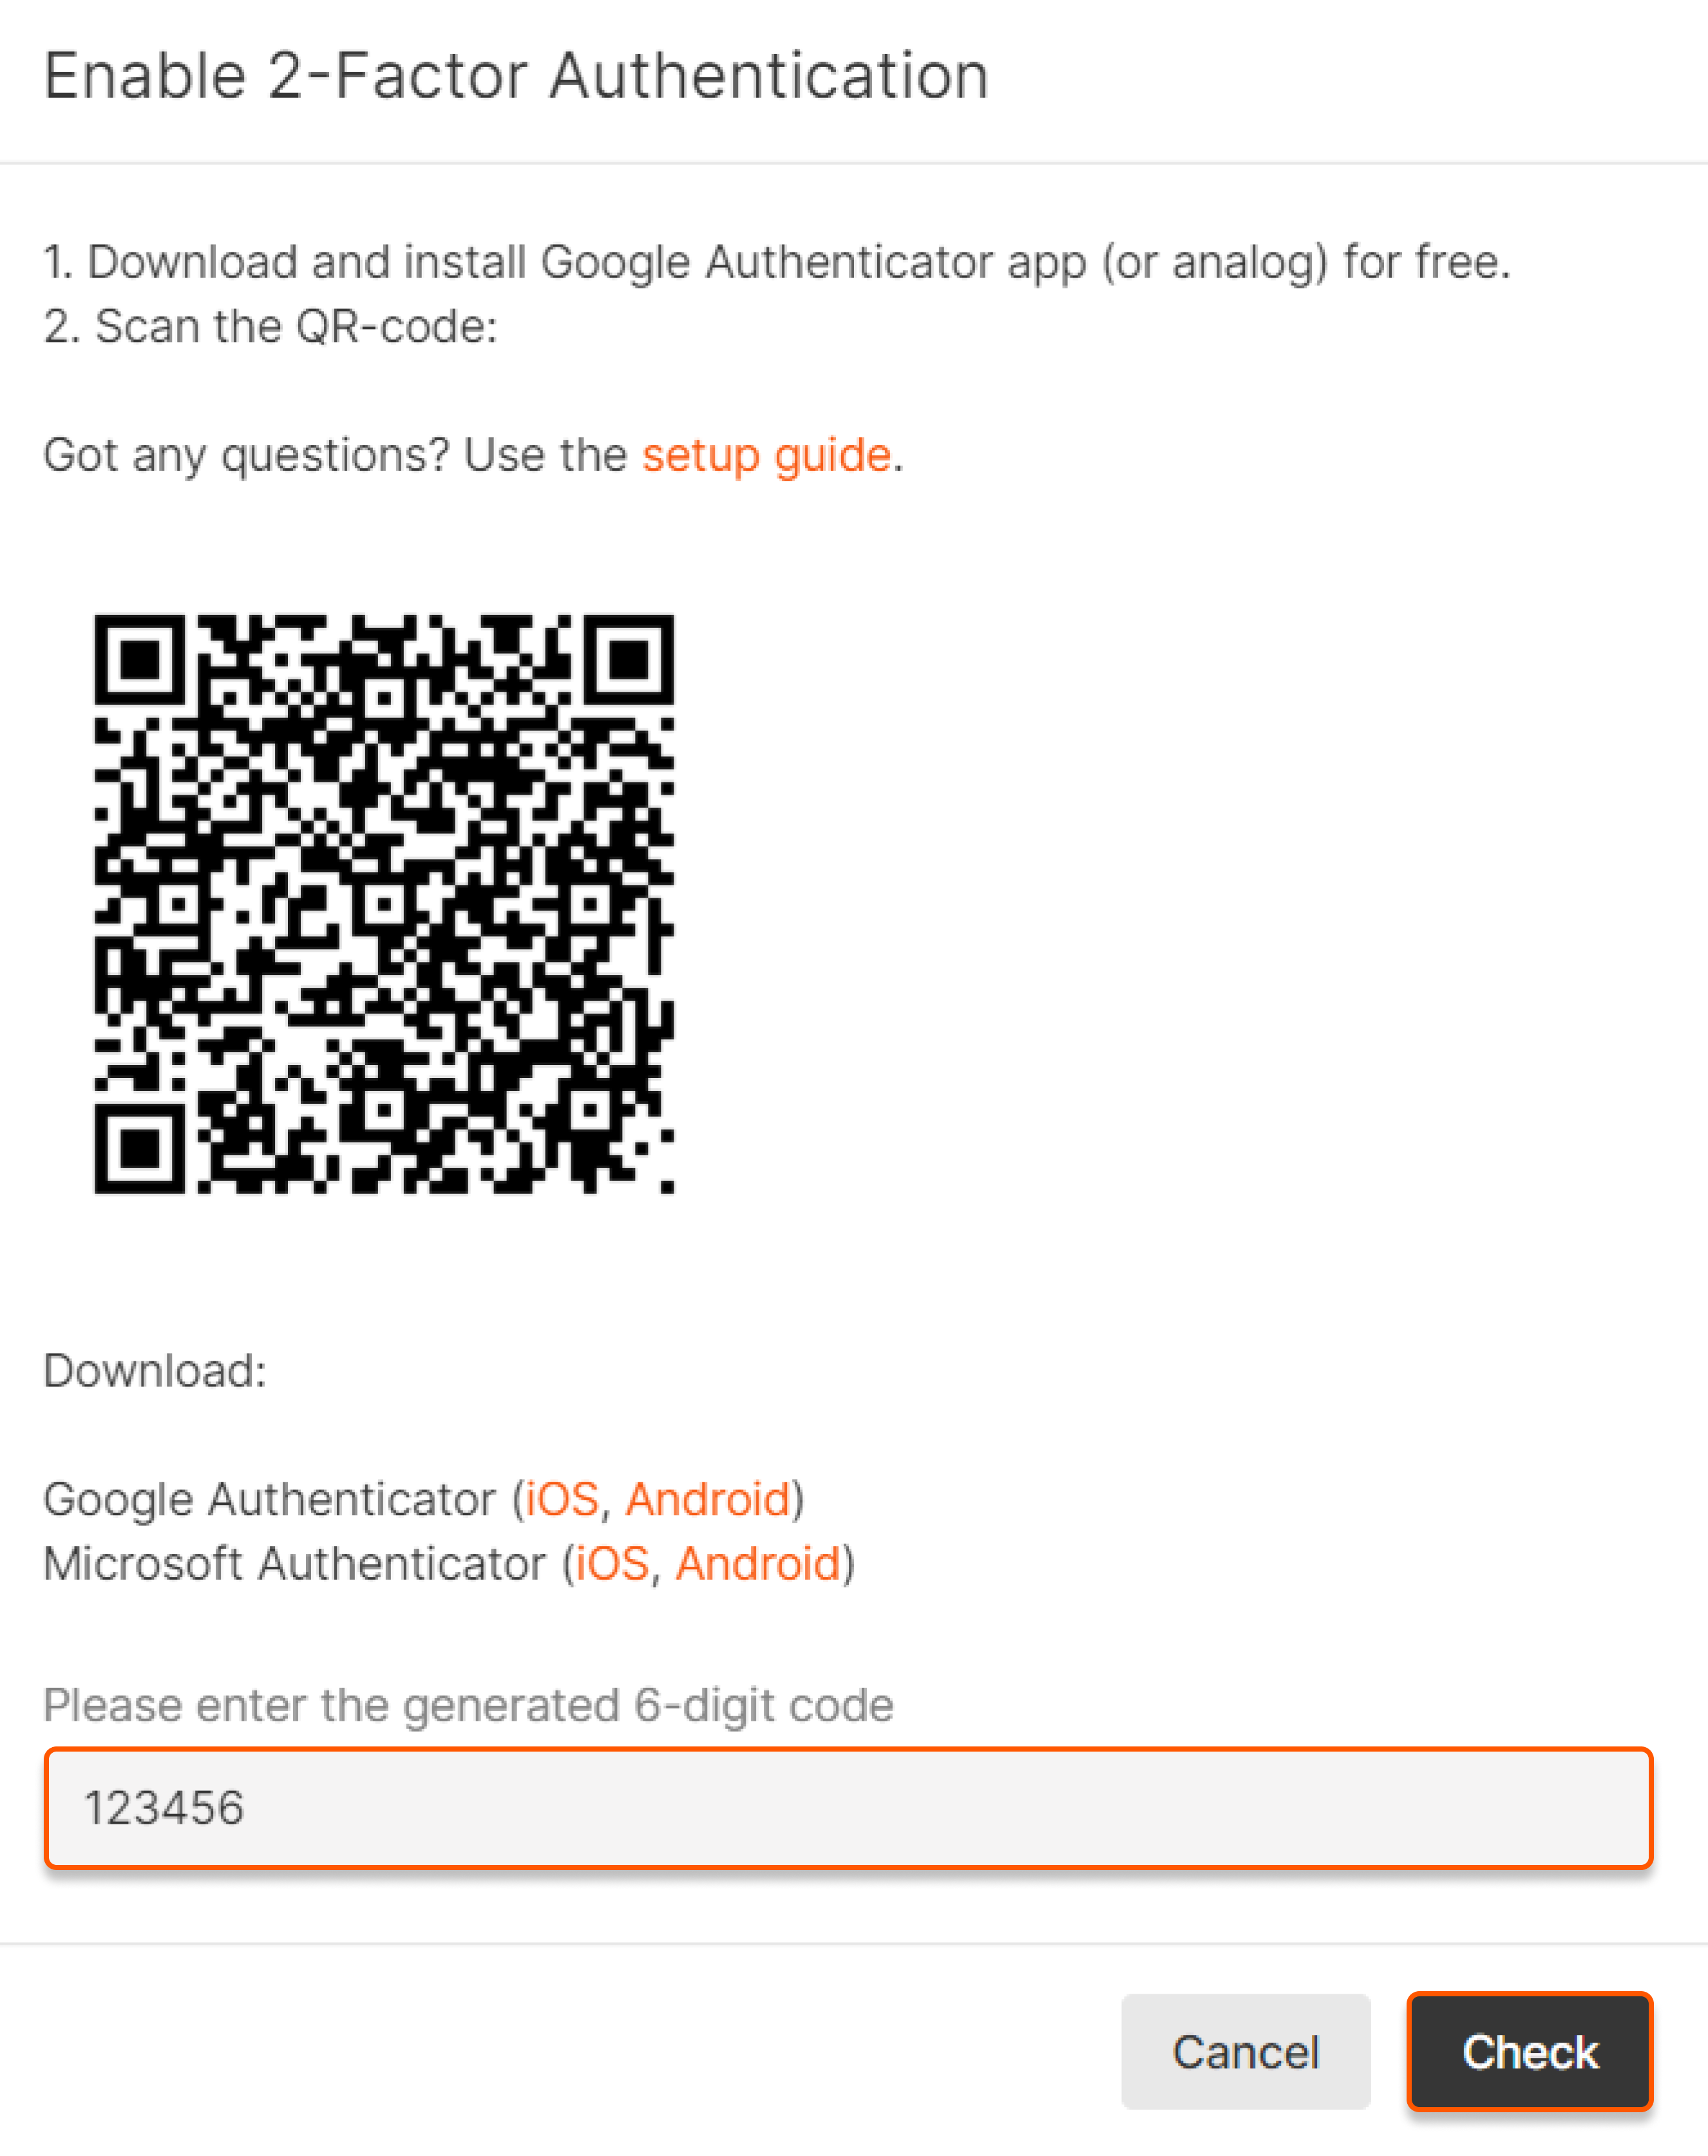 Enable 2-Factor Authentication
1. Download and install Google Authenticator app (or analog) for free.
2. Scan the QR-code:
Got any questions? Use the setup guide.
Download:
Google Authenticator (iOS, Android)
Microsoft Authenticator (iOS, Android)
Please enter the generated 6-digit code
123456
Cancel
Check